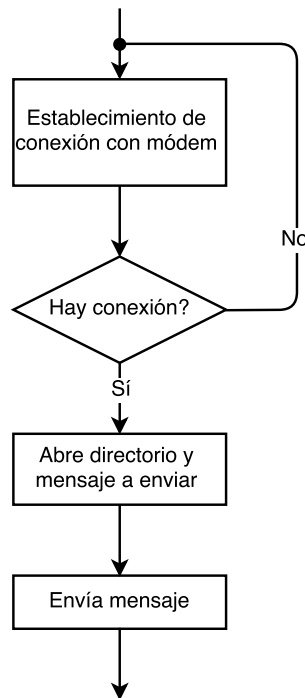 Establecimiento de
conexión con módem
No
Hay conexión?
Sí
Abre directorio y
mensaje a enviar
Envía mensaje